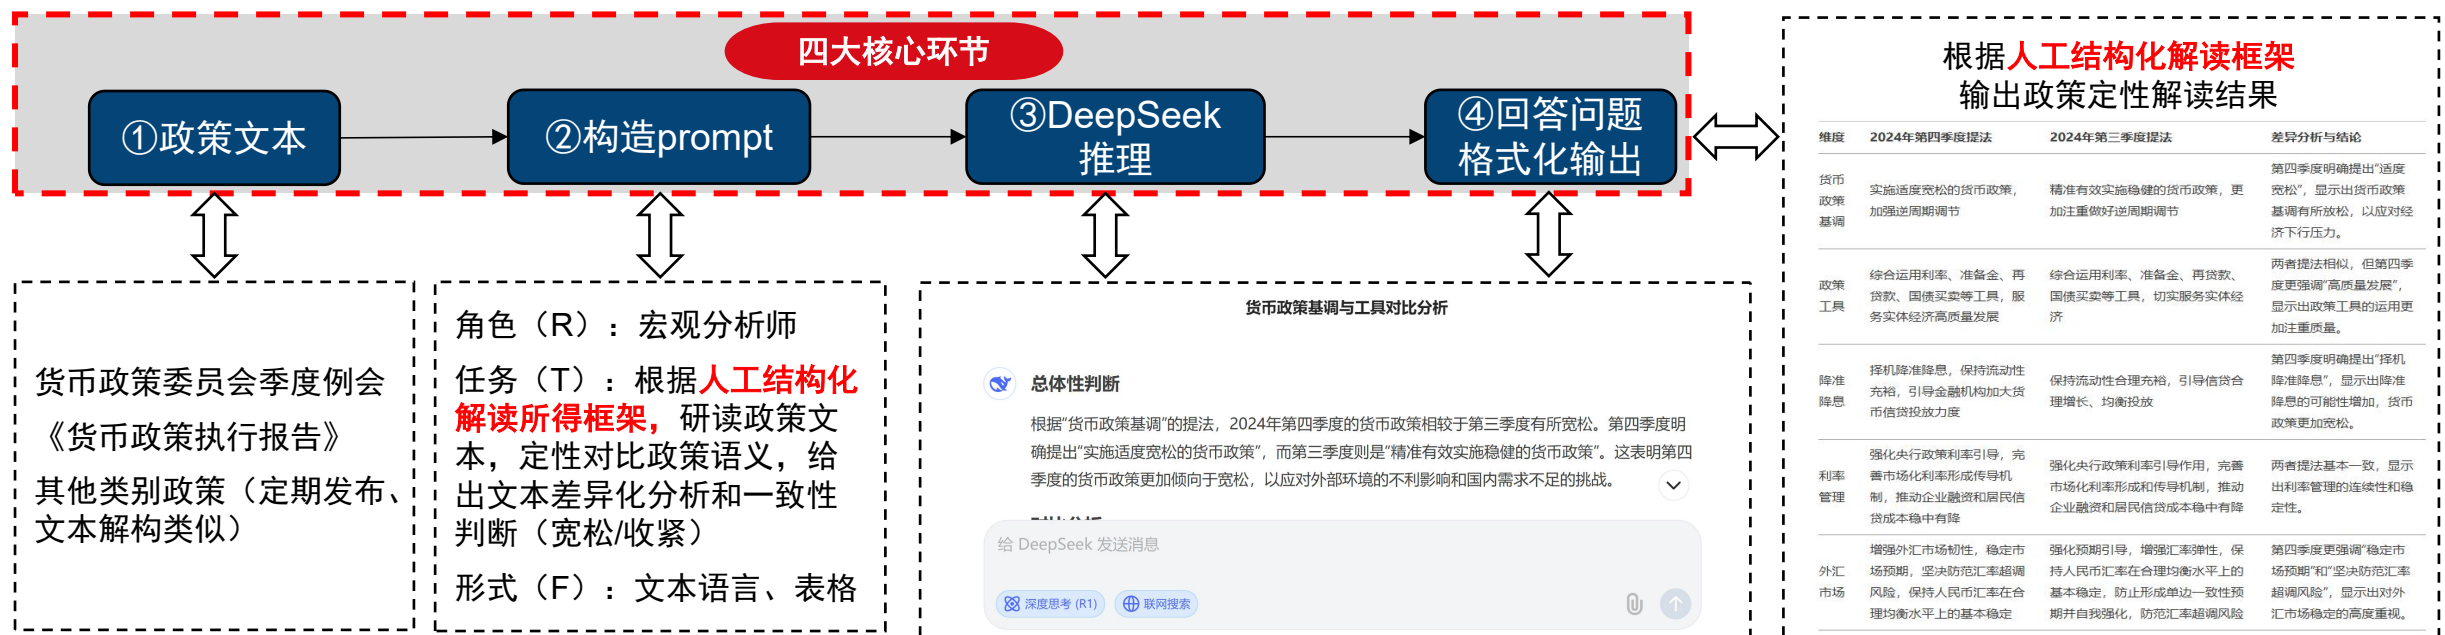 四大核心环节
①政策文本
②构造prompt
③DeepSeek
推理
④回答问题
格式化输出
货币政策委员会季度例会
《货币政策执行报告》
其他类别政策（定期发布、
文本解构类似）
角色（R）：宏观分析师
任务（T）：根据人工结构化
解读所得框架，研读政策文
本，定性对比政策语义，给
出文本差异化分析和一致性
判断（宽松/收紧）
形式（F）：文本语言、表格
货币政策基调与工具对比分析
总体性判断
根据“货币政策基调”的提法，2024年第四季度的货币政策相较于第三季度有所宽松。第四季度明
确提出“实施适度宽松的货币政策”，而第三季度则是“精准有效实施稳健的货币政策”。这表明第四
季度的货币政策更加倾向于宽松，以应对外部环境的不利影响和国内需求不足的挑战。
给 DeepSeek 发送消息
深度思考 (R1) 联网搜索
根据人工结构化解读框架
输出政策定性解读结果
维度 2024年第四季度提法 2024年第三季度提法 差异分析与结论
货币
政策
基调
实施适度宽松的货币政策，
加强逆周期调节
精准有效实施稳健的货币政策，更
加注重做好逆周期调节
第四季度明确提出“适度
宽松”，显示出货币政策
基调有所放松，以应对经
济下行压力。
政策
工具
综合运用利率、准备金、再
贷款、国债买卖等工具，服
务实体经济高质量发展
综合运用利率、准备金、再贷款、
国债买卖等工具，切实服务实体经
济
两者提法相似，但第四季
度更强调“高质量发展”，
显示出政策工具的运用更
加注重质量。
降准
降息
择机降准降息，保持流动性
充裕，引导金融机构加大货
币信贷投放力度
保持流动性合理充裕，引导信贷合
理增长、均衡投放
第四季度明确提出“择机
降准降息”，显示出降准
降息的可能性增加，货币
政策更加宽松。
利率
管理
强化央行政策利率引导，完
善市场化利率形成传导机
制，推动企业融资和居民信
贷成本稳中有降
强化央行政策利率引导作用，完善
市场化利率形成和传导机制，推动
企业融资和居民信贷成本稳中有降
两者提法基本一致，显示
出利率管理的连续性和稳
定性。
外汇
市场
增强外汇市场韧性，稳定市
场预期，坚决防范汇率超调
风险，保持人民币汇率在合
理均衡水平上的基本稳定
强化预期引导，增强汇率弹性，保
持人民币汇率在合理均衡水平上的
基本稳定，防止形成单边一致性预
期并自我强化，防范汇率超调风险
第四季度更强调“稳定市
场预期”和“坚决防范汇率
超调风险”，显示出对外
汇市场稳定的高度重视。